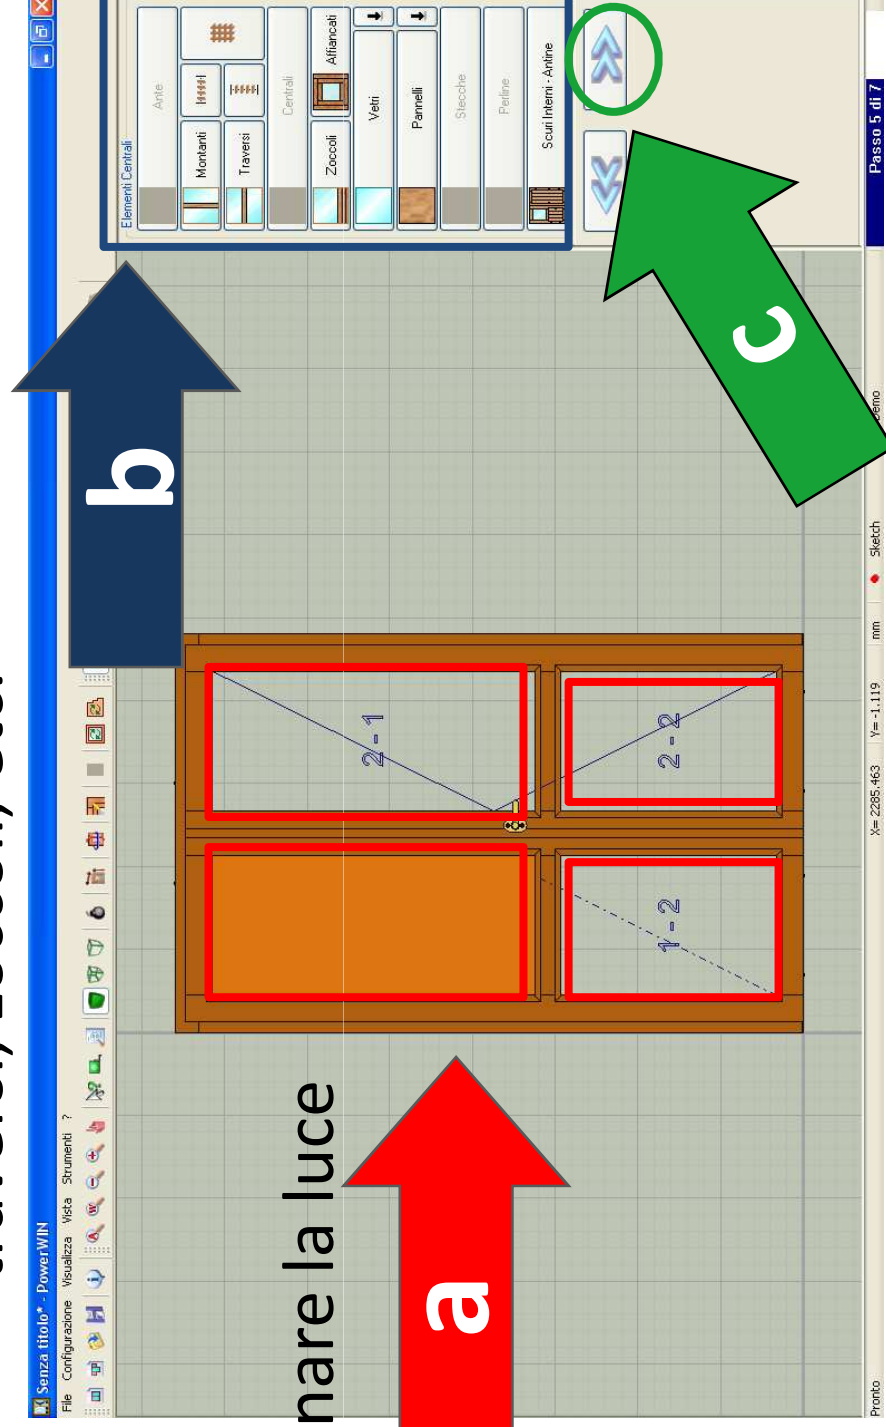 Senza titolo* - PowerWIN
File Configurazione Visualizza Vista Strumenti ?
nare la luce
a
b
c
2-1
1-2
2-2
Elementi Centrali
Ante
Montanti
Traversi
Centrali
Zoccoli Affiancati
Vetri
Pannelli
Stecche
Perline
Scuri Interni - Antine
Pronto X= 2285.463 Y= -1.119 mm Sketch Demo Passo 5 di 7